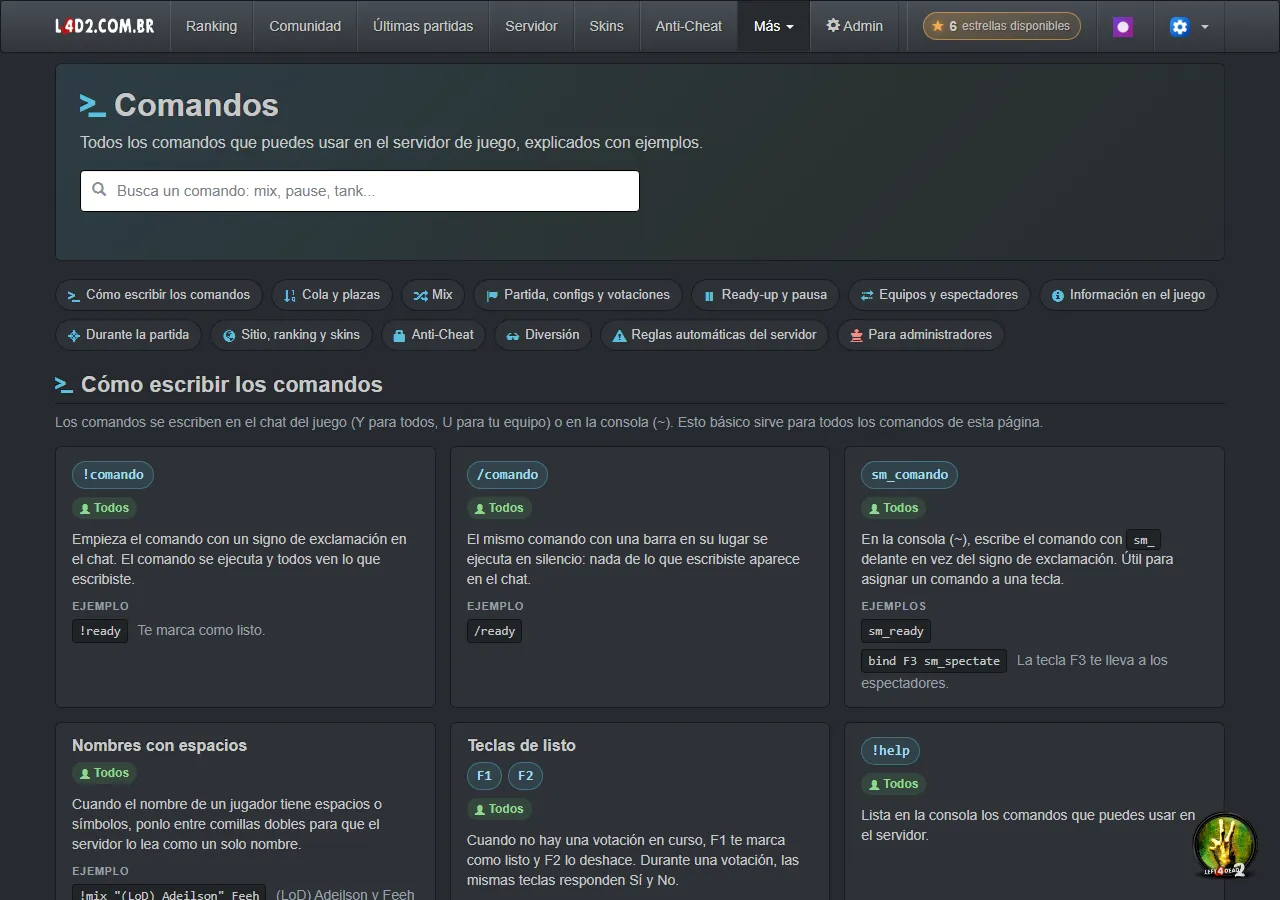 L4D2.COM.BR Ranking Comunidad Últimas partidas Servidor Skins Anti-Cheat Más Admin 6 estrellas disponibles
>_ Comandos
Todos los comandos que puedes usar en el servidor de juego, explicados con ejemplos.
Busca un comando: mix, pause, tank...
Cómo escribir los comandos Cola y plazas Mix Partida, configs y votaciones Ready-up y pausa Equipos y espectadores Información en el juego
Durante la partida Sitio, ranking y skins Anti-Cheat Diversión Reglas automáticas del servidor Para administradores
>_ Cómo escribir los comandos
Los comandos se escriben en el chat del juego (Y para todos, U para tu equipo) o en la consola (~). Esto básico sirve para todos los comandos de esta página.
!comando
Todos
Empieza el comando con un signo de exclamación en
el chat. El comando se ejecuta y todos ven lo que
escribiste.
EJEMPLO
!ready Te marca como listo.
/comando
Todos
El mismo comando con una barra en su lugar se
ejecuta en silencio: nada de lo que escribiste aparece
en el chat.
EJEMPLO
/ready
sm_comando
Todos
En la consola (~), escribe el comando con sm_
delante en vez del signo de exclamación. Útil para
asignar un comando a una tecla.
EJEMPLOS
sm_ready
bind F3 sm_spectate La tecla F3 te lleva a los
espectadores.
Nombres con espacios
Todos
Cuando el nombre de un jugador tiene espacios o
símbolos, ponlo entre comillas dobles para que el
servidor lo lea como un solo nombre.
EJEMPLO
!mix "(LoD) Adeilson" Feeh (LoD) Adeilson y Feeh
Teclas de listo
F1 F2
Todos
Cuando no hay una votación en curso, F1 te marca
como listo y F2 lo deshace. Durante una votación, las
mismas teclas responden Sí y No.
!help
Todos
Lista en la consola los comandos que puedes usar en
el servidor.
LEFT 4 DEAD 2